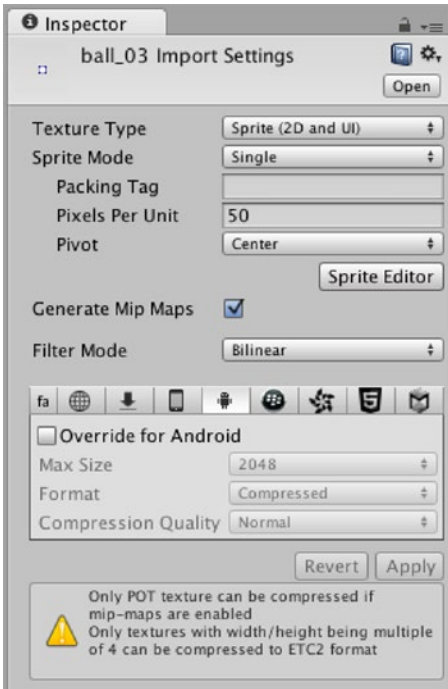 Inspector
ball_03 Import Settings
Open
Texture Type Sprite (2D and UI)
Sprite Mode Single
Packing Tag
Pixels Per Unit 50
Pivot Center
Sprite Editor
Generate Mip Maps
Filter Mode Bilinear
fa
Override for Android
Max Size 2048
Format Compressed
Compression Quality Normal
Revert Apply
Only POT texture can be compressed if
mip-maps are enabled
Only textures with width/height being multiple
of 4 can be compressed to ETC2 format